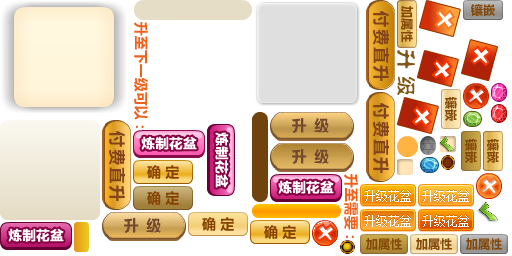 升至下一级可以：
付费直升
炼制花盆
炼制花盆
确定
确定
升级
确定
炼制花盆
升级
升级
炼制花盆
升至需要：
确定
付费直升
付费直升
加属性
升级
镶嵌
镶嵌
镶嵌
镶嵌
升级花盆
升级花盆
升级花盆
升级花盆
加属性
加属性
加属性